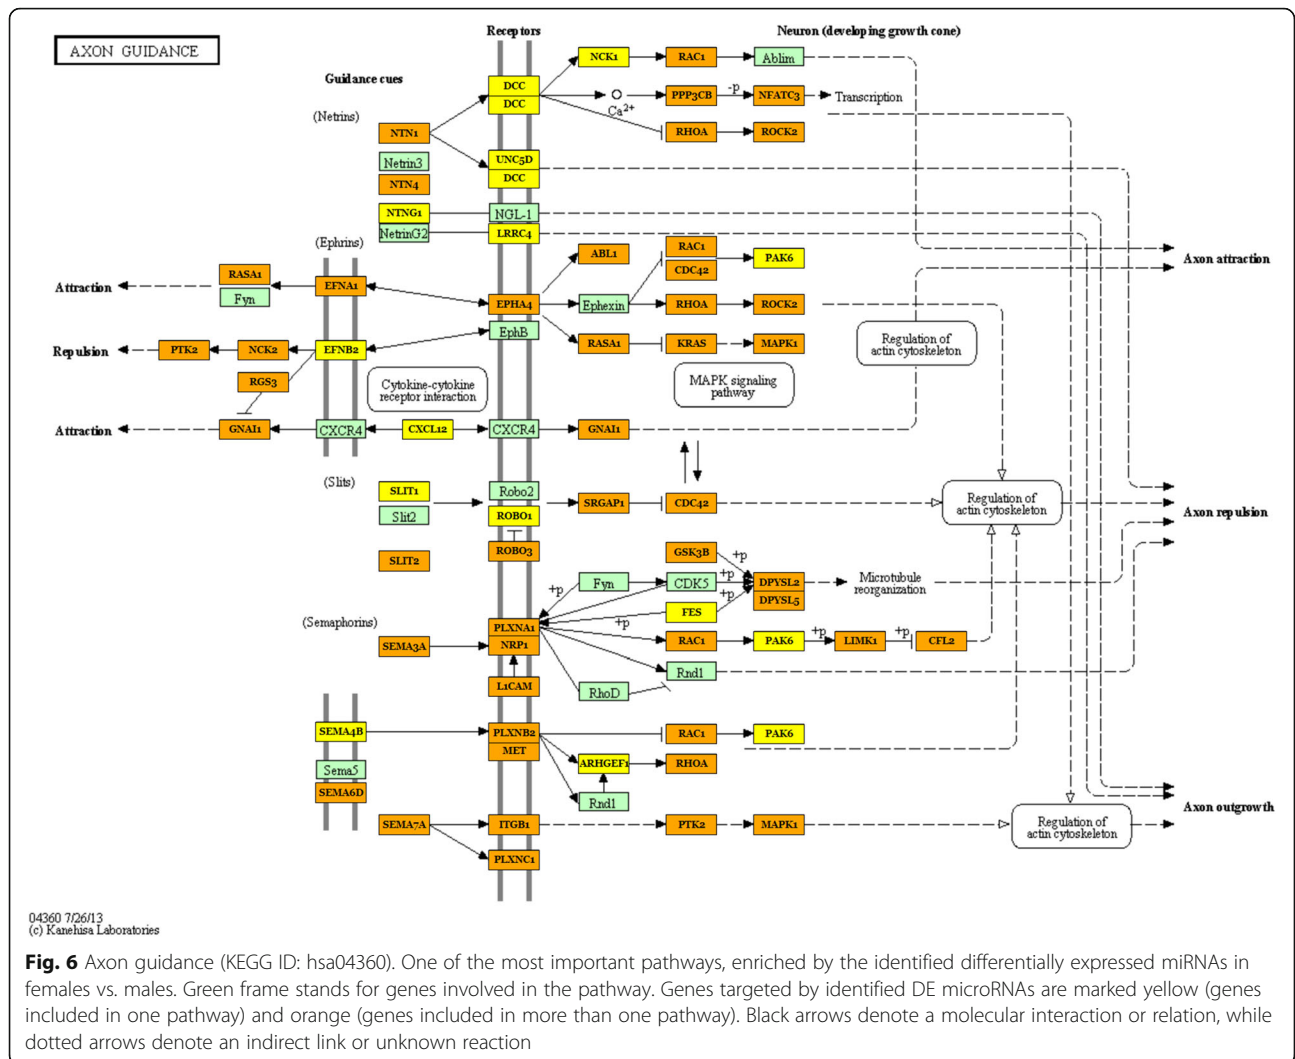 AXON GUIDANCE
Receptors
Neuron (developing growth cone)
Guidance cues
(Netrins)
NTN1
Netrin3
NTN4
NTNG1
NetrinG2
DCC
DCC
UNC5D
DCC
NGL-1
LRRC4
NCK1
RAC1
Ablim
Ca2+
PPP3CB
-p
NFATC3
Transcription
RHOA
ROCK2
(Ephrins)
Attraction
RASA1
Fyn
EFNA1
EPHA4
EphB
ABL1
Ephexin
RASA1
RAC1
CDC42
PAK6
RHOA
ROCK2
KRAS
MAPK1
Axon attraction
Regulation of
actin cytoskeleton
Repulsion
PTK2
NCK2
EFNB2
RGS3
Cytokine-cytokine
receptor interaction
MAPK signaling
pathway
Attraction
GNAI1
CXCR4
CXCL12
CXCR4
GNAI1
(Slits)
SLIT1
Slit2
SLIT2
Robo2
ROBO1
ROBO3
SRGAP1
CDC42
Regulation of
actin cytoskeleton
Axon repulsion
GSK3B
+p
Fyn
CDK5
+p
DPYSL2
DPYSL5
Microtubule
reorganization
+p
FES
+p
+p
(Semaphorins)
SEMA3A
PLXNA1
NRP1
L1CAM
RAC1
PAK6
+p
LIMK1
+p
CFL2
Rnd1
RhoD
SEMA4B
Sema5
SEMA6D
PLXNB2
MET
RAC1
PAK6
ARHGEF1
RHOA
Rnd1
SEMA7A
ITGB1
PLXNC1
PTK2
MAPK1
Regulation of
actin cytoskeleton
Axon outgrowth
04360 7/26/13
(c) Kanehisa Laboratories
Fig. 6 Axon guidance (KEGG ID: hsa04360). One of the most important pathways, enriched by the identified differentially expressed miRNAs in
females vs. males. Green frame stands for genes involved in the pathway. Genes targeted by identified DE microRNAs are marked yellow (genes
included in one pathway) and orange (genes included in more than one pathway). Black arrows denote a molecular interaction or relation, while
dotted arrows denote an indirect link or unknown reaction